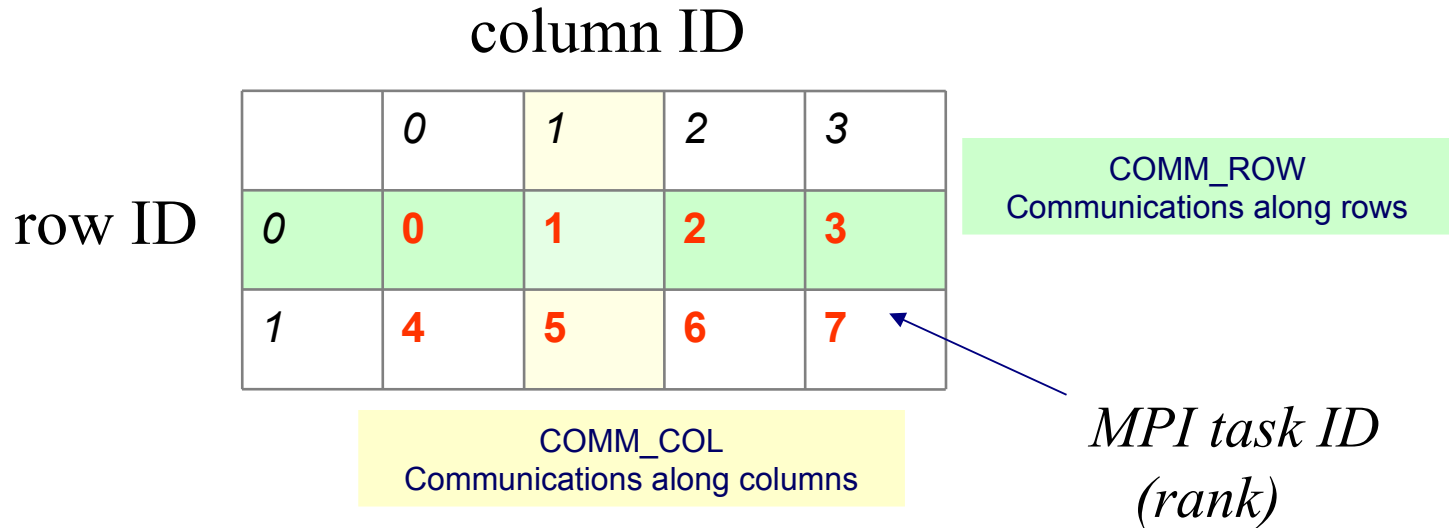 column ID
0 1 2 3
row ID 0 0 1 2 3
1 4 5 6 7
COMM_ROW
Communications along rows
COMM_COL
Communications along columns
MPI task ID
(rank)